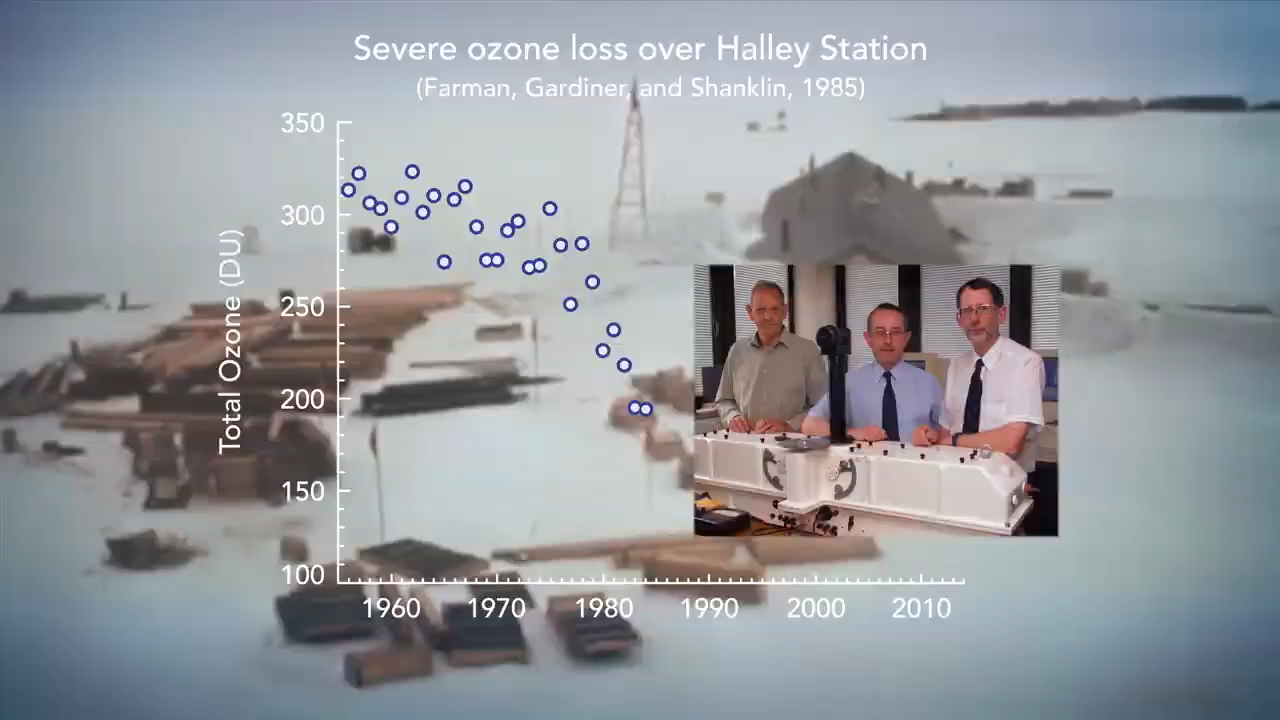 Severe ozone loss over Halley Station
(Farman, Gardiner, and Shanklin, 1985)
Total Ozone (DU)
350
300
250
200
150
100
1960 1970 1980 1990 2000 2010